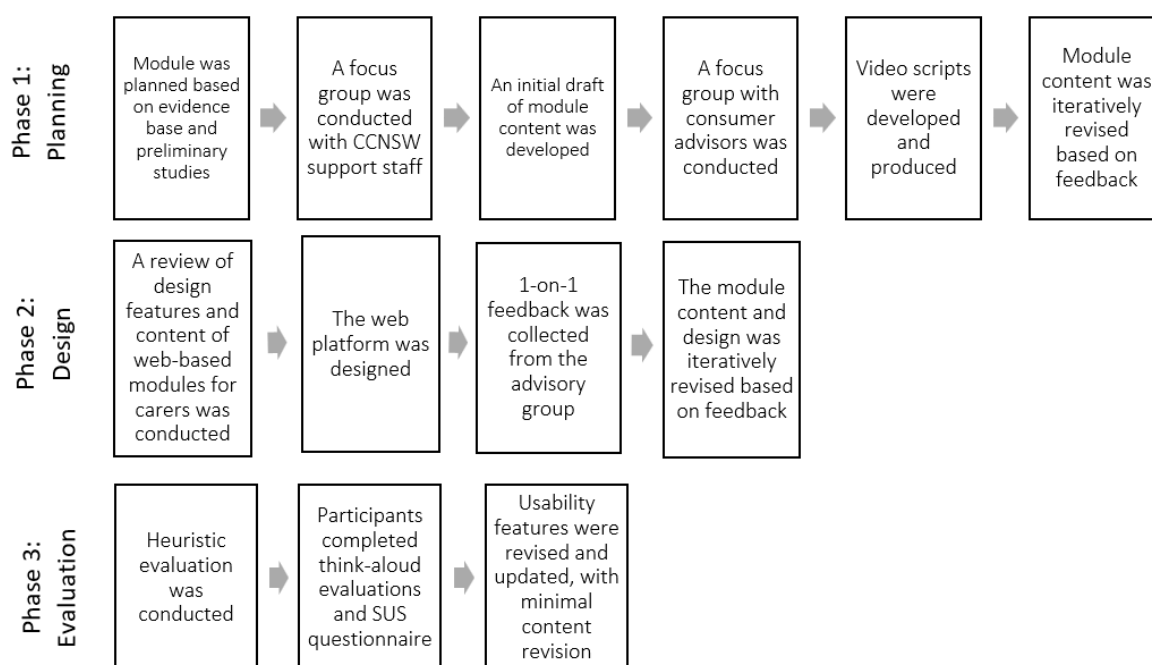 Phase 1:
Planning
Module was
planned based
on evidence
base and
preliminary
studies
A focus
group was
conducted
with CCNSW
support staff
An initial draft
of module
content was
developed
A focus
group with
consumer
advisors was
conducted
Video scripts
were
developed
and
produced
Module
content was
iteratively
revised
based on
feedback
Phase 2:
Design
A review of
design
features and
content of
web-based
modules for
carers was
conducted
The web
platform was
designed
1-on-1
feedback was
collected
from the
advisory
group
The module
content and
design was
iteratively
revised based
on feedback
Phase 3:
Evaluation
Heuristic
evaluation
was
conducted
Participants
completed
think-aloud
evaluations
and SUS
questionnaire
Usability
features were
revised and
updated, with
minimal
content
revision